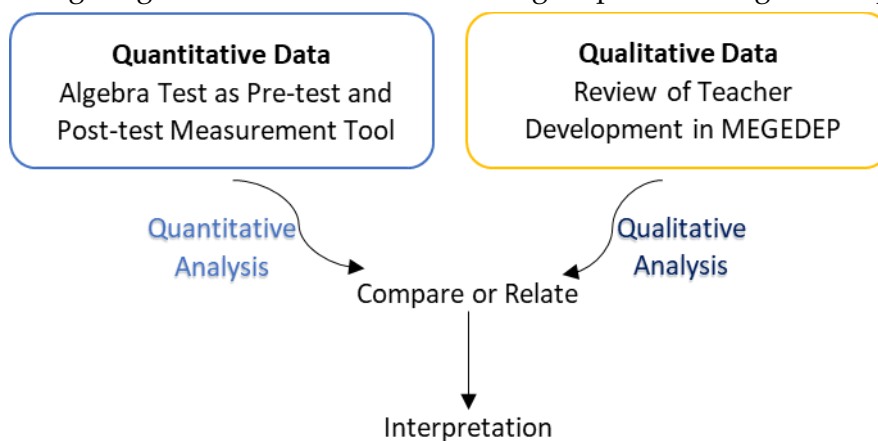 Quantitative Data
Algebra Test as Pre-test and
Post-test Measurement Tool
Qualitative Data
Review of Teacher
Development in MEGEDEP
Quantitative
Analysis
Qualitative
Analysis
Compare or Relate
Interpretation